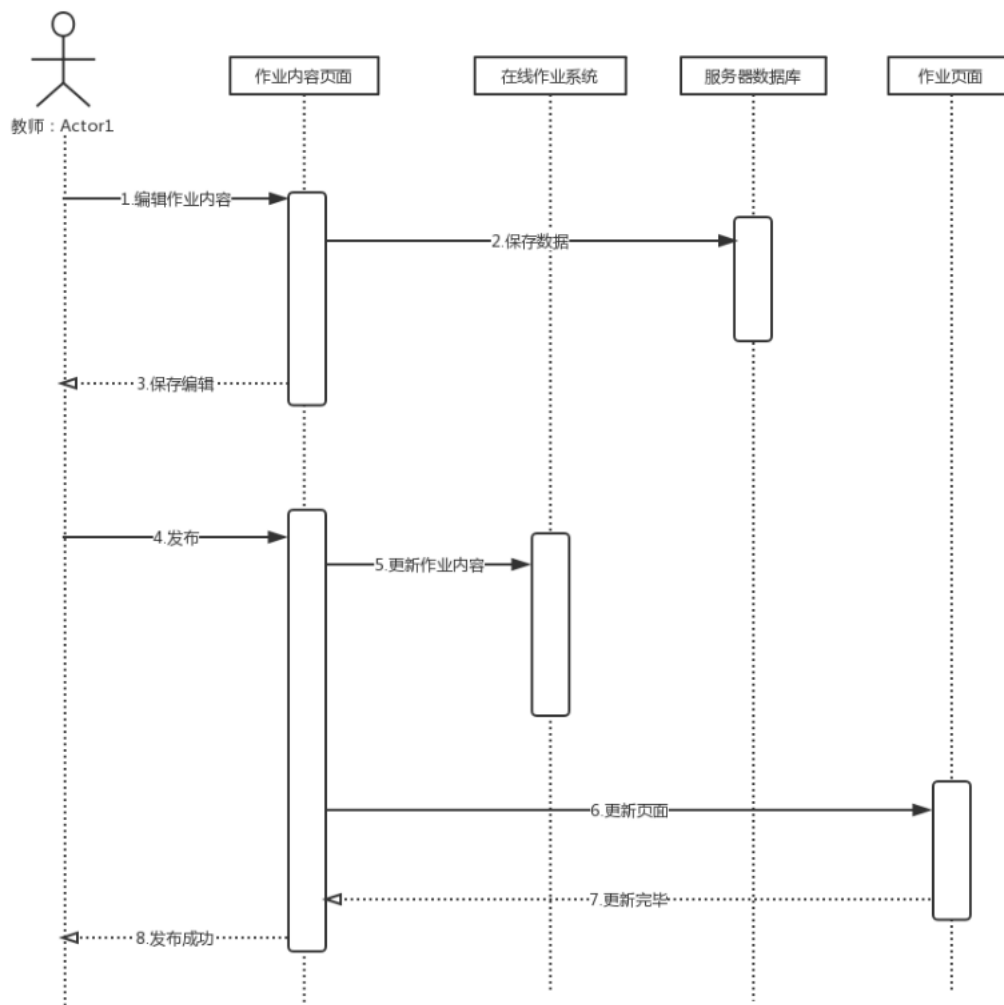 作业内容页面
在线作业系统
服务器数据库
作业页面
教师：Actor1
1.编辑作业内容
2.保存数据
3.保存编辑
4.发布
5.更新作业内容
6.更新页面
7.更新完毕
8.发布成功